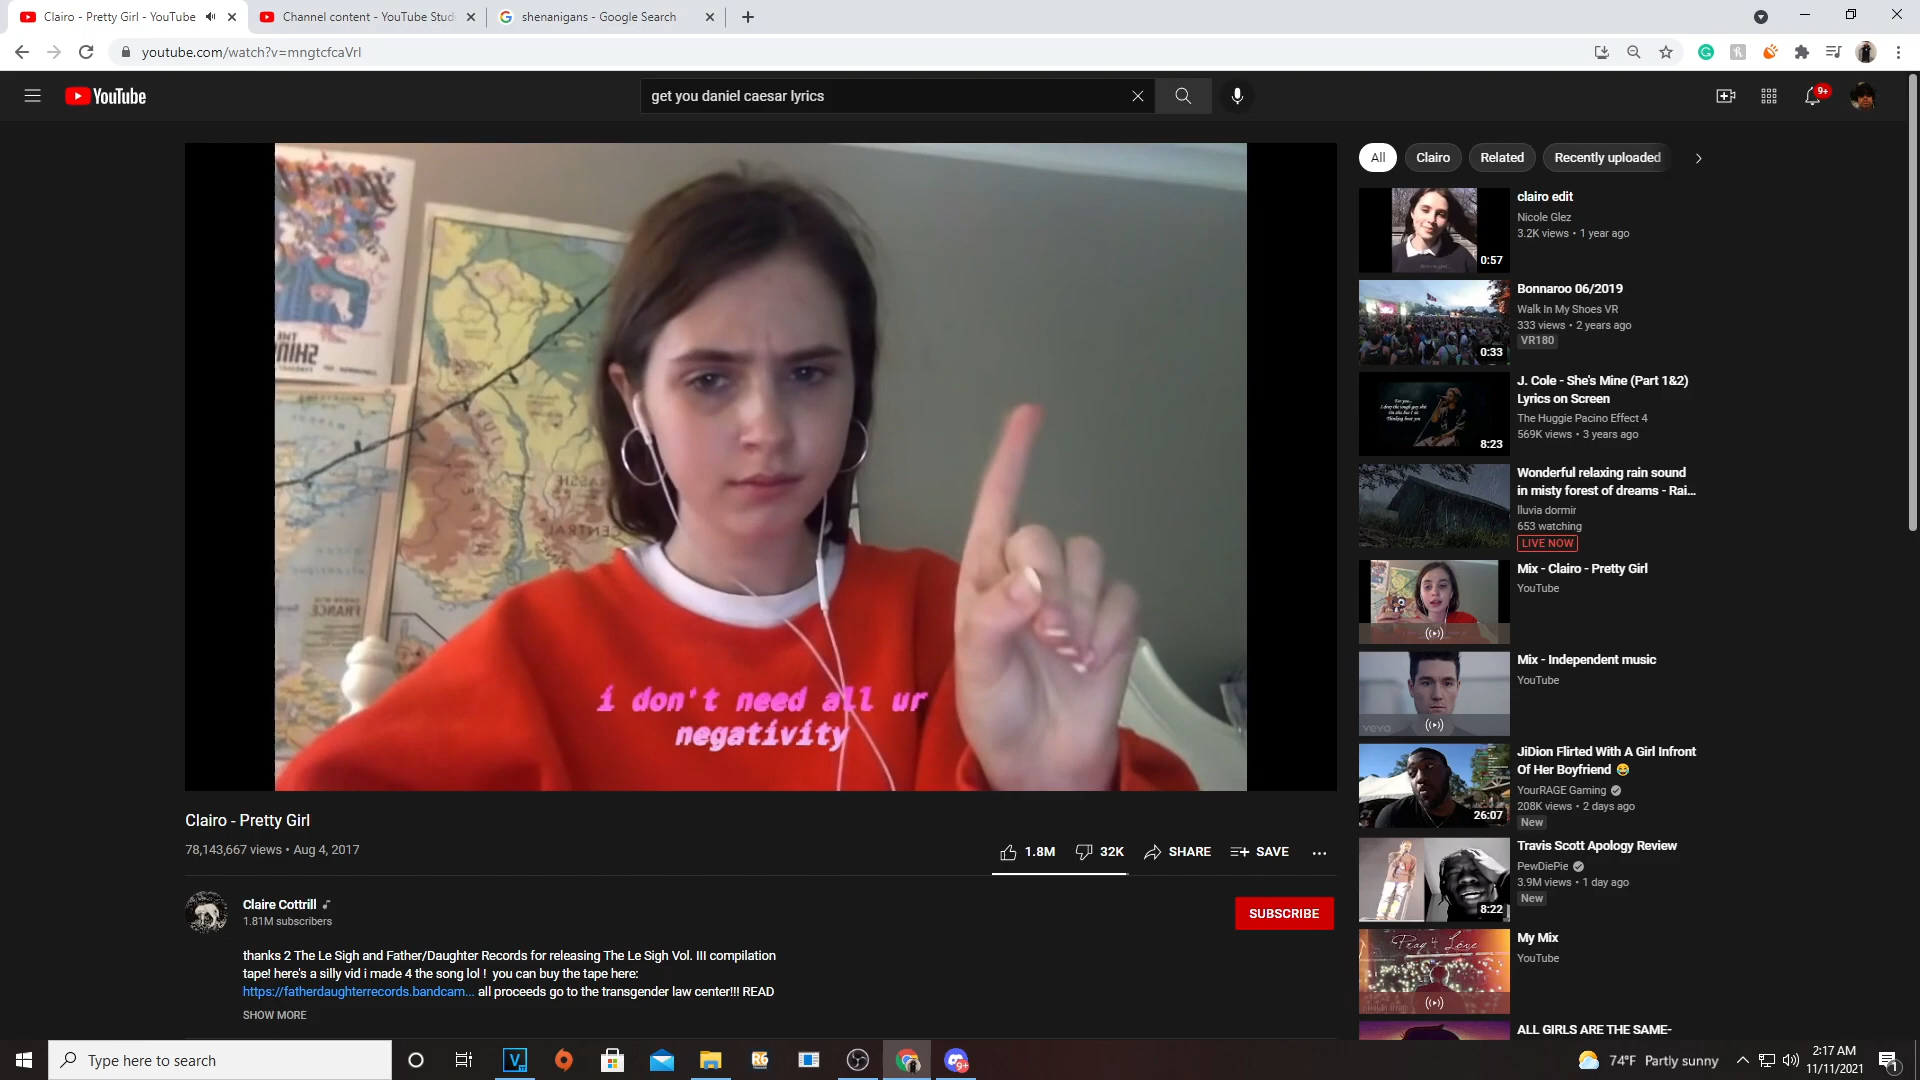 Clairo - Pretty Girl - YouTube
Channel content - YouTube Studi
shenanigans - Google Search
youtube.com/watch?v=mngtcfcaVrI
YouTube
get you daniel caesar lyrics
9+
All
Clairo
Related
Recently uploaded
i don't need all ur
negativity
FRANCE
CENTRAL
Clairo - Pretty Girl
78,143,667 views • Aug 4, 2017
1.8M
32K
SHARE
SAVE
Claire Cottrill
1.81M subscribers
SUBSCRIBE
thanks 2 The Le Sigh and Father/Daughter Records for releasing The Le Sigh Vol. III compilation
tape! here's a silly vid i made 4 the song lol ! you can buy the tape here:
https://fatherdaughterrecords.bandcam... all proceeds go to the transgender law center!!! READ
SHOW MORE
clairo edit
Nicole Glez
3.2K views • 1 year ago
0:57
Bonnaroo 06/2019
Walk In My Shoes VR
333 views • 2 years ago
VR180
0:33
J. Cole - She's Mine (Part 1&2)
Lyrics on Screen
The Huggie Pacino Effect 4
569K views • 3 years ago
8:23
Wonderful relaxing rain sound
in misty forest of dreams - Rai...
lluvia dormir
653 watching
LIVE NOW
Mix - Clairo - Pretty Girl
YouTube
Mix - Independent music
YouTube
vevo
JiDion Flirted With A Girl Infront
Of Her Boyfriend 😂
YourRAGE Gaming
208K views • 2 days ago
New
26:07
Travis Scott Apology Review
PewDiePie
3.9M views • 1 day ago
New
8:22
My Mix
YouTube
Pray 4 Love
ALL GIRLS ARE THE SAME-
Type here to search
V
R6
9+
74°F Partly sunny
2:17 AM
11/11/2021
1